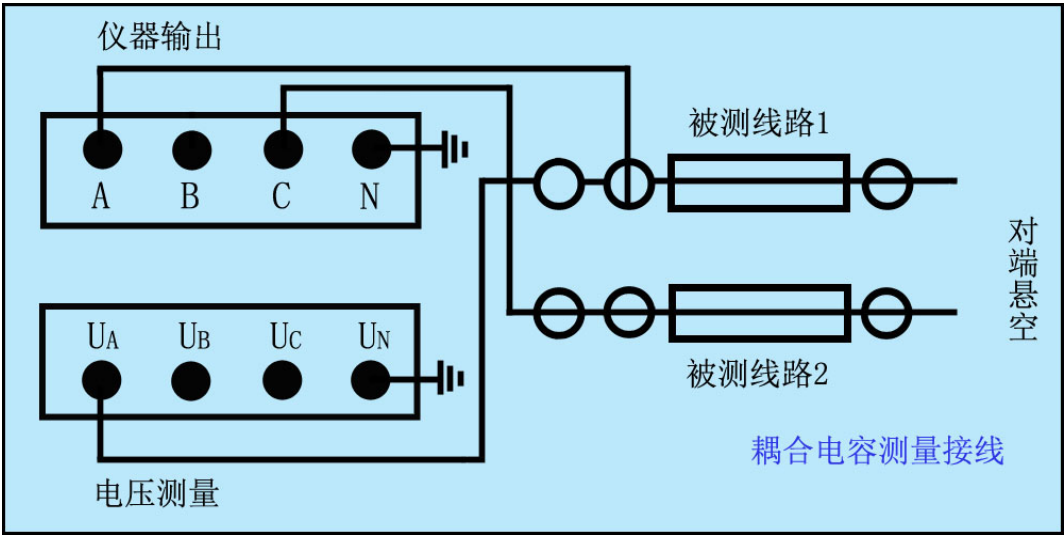 仪器输出
A B C N
被测线路1
对端悬空
UA UB UC UN
被测线路2
耦合电容测量接线
电压测量